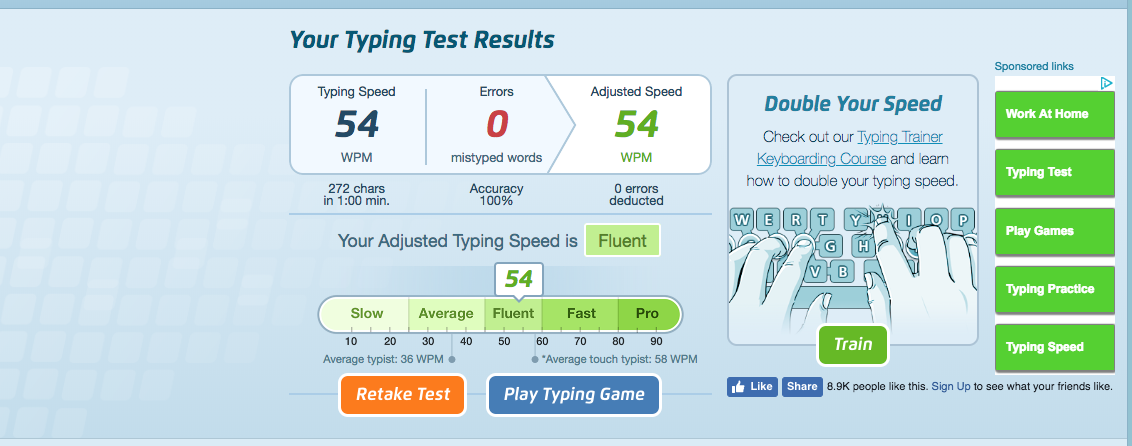 Your Typing Test Results
Typing Speed
54
WPM
Errors
0
mistyped words
Adjusted Speed
54
WPM
272 chars
in 1:00 min.
Accuracy
100%
0 errors
deducted
Your Adjusted Typing Speed is Fluent
54
Slow Average Fluent Fast Pro
10 20 30 40 50 60 70 80 90
Average typist: 36 WPM
*Average touch typist: 58 WPM
Retake Test
Play Typing Game
Double Your Speed
Check out our Typing Trainer
Keyboarding Course and learn
how to double your typing speed.
W E R T Y I O P
G H
V B
Train
Like Share 8.9K people like this. Sign Up to see what your friends like.
Sponsored links
Work At Home
Typing Test
Play Games
Typing Practice
Typing Speed